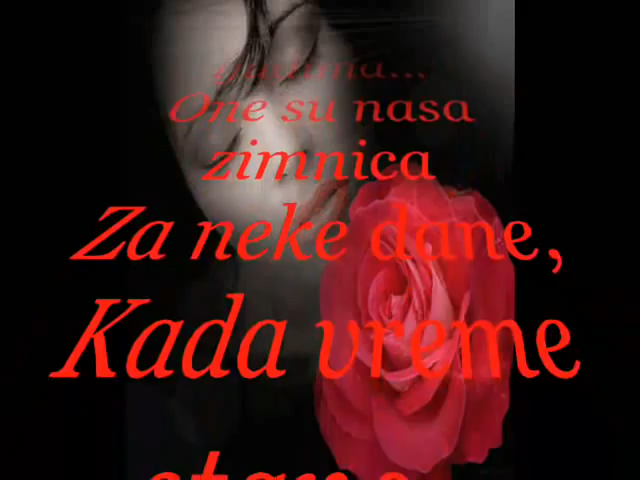 One su nasa
zimnica
Za neke dane,
Kada vreme